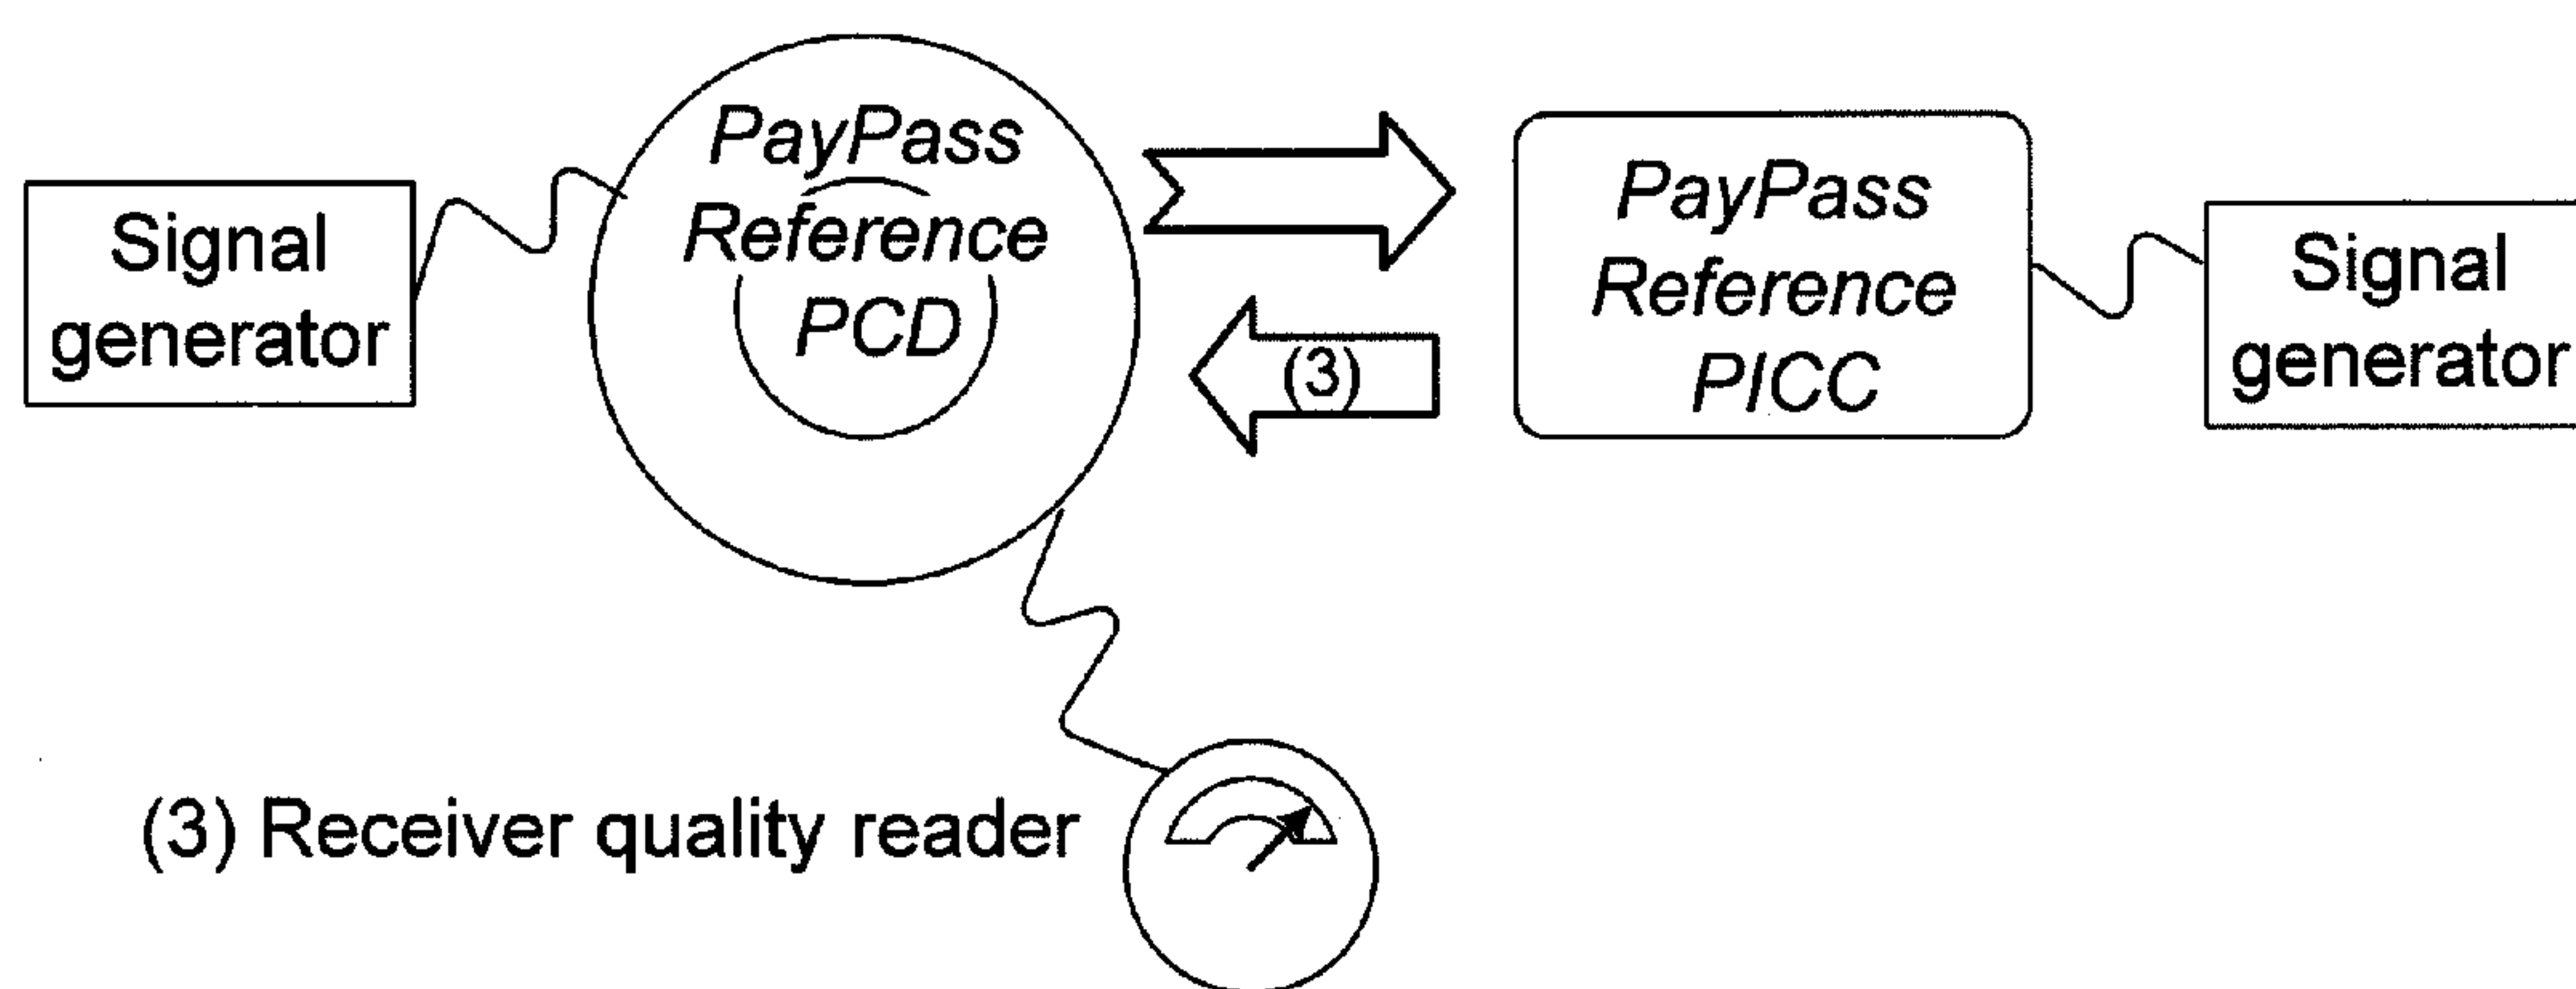 Signal
generator
PayPass
Reference
PCD
(3)
PayPass
Reference
PICC
Signal
generator
(3) Receiver quality reader